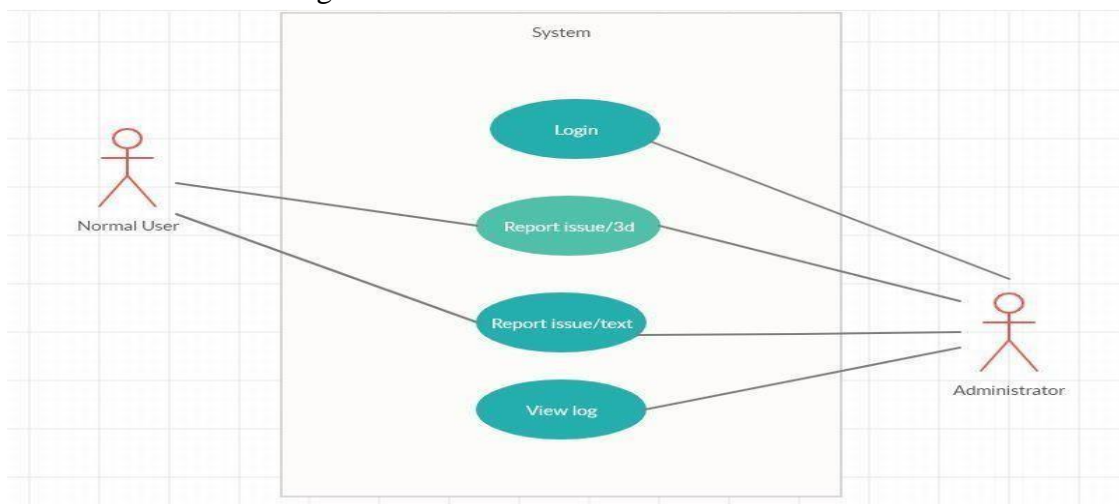 System
Login
Normal User
Report issue/3d
Report issue/text
Administrator
View log